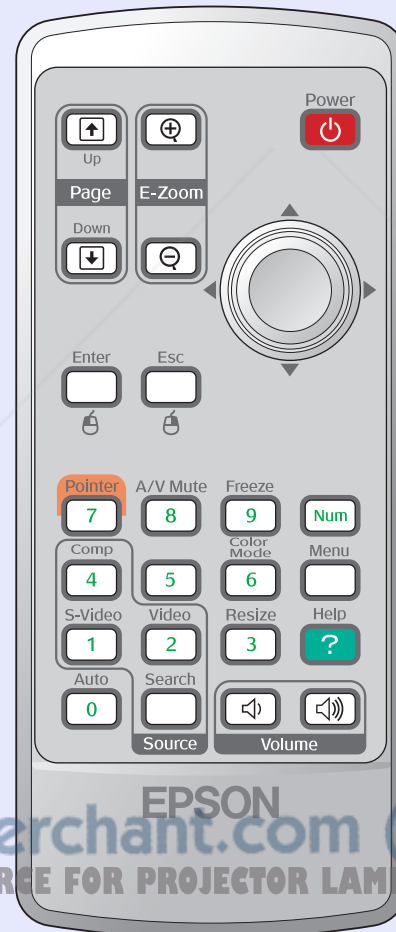 Power
Up
Page E-Zoom
Down
Enter Esc
Pointer A/V Mute Freeze
7 8 9 Num
Comp Color Mode Menu
4 5 6
S-Video Video Resize Help
1 2 3 ?
Auto Search
0
Source Volume
EPSON
erchant.com (
RCE FOR PROJECTOR LAM